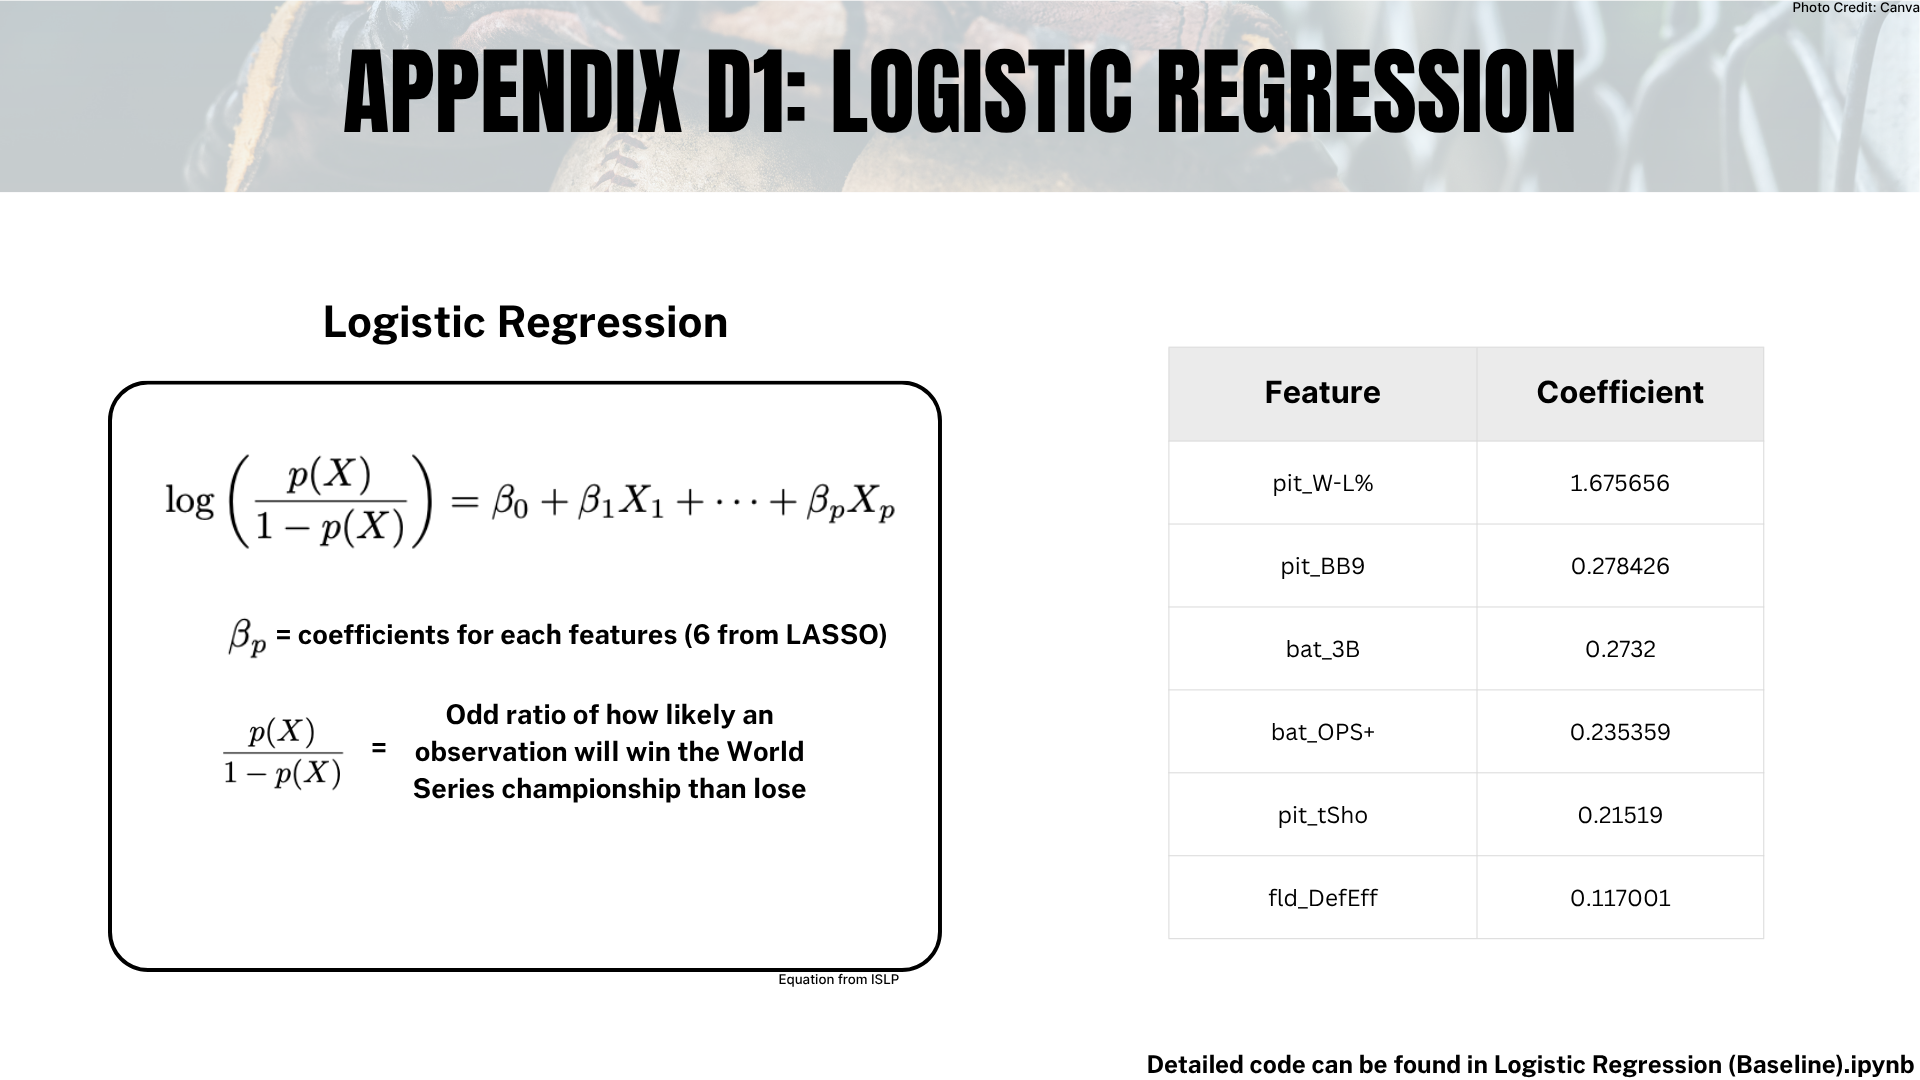 Photo Credit: Canva
APPENDIX D1: LOGISTIC REGRESSION
Logistic Regression
log ( p(X) / 1 − p(X) ) = β₀ + β₁X₁ + ··· + βₚXₚ
βₚ = coefficients for each features (6 from LASSO)
p(X) / 1 − p(X) = Odd ratio of how likely an
observation will win the World
Series championship than lose
Equation from ISLP
Feature Coefficient
pit_W-L% 1.675656
pit_BB9 0.278426
bat_3B 0.2732
bat_OPS+ 0.235359
pit_tSho 0.21519
fld_DefEff 0.117001
Detailed code can be found in Logistic Regression (Baseline).ipynb